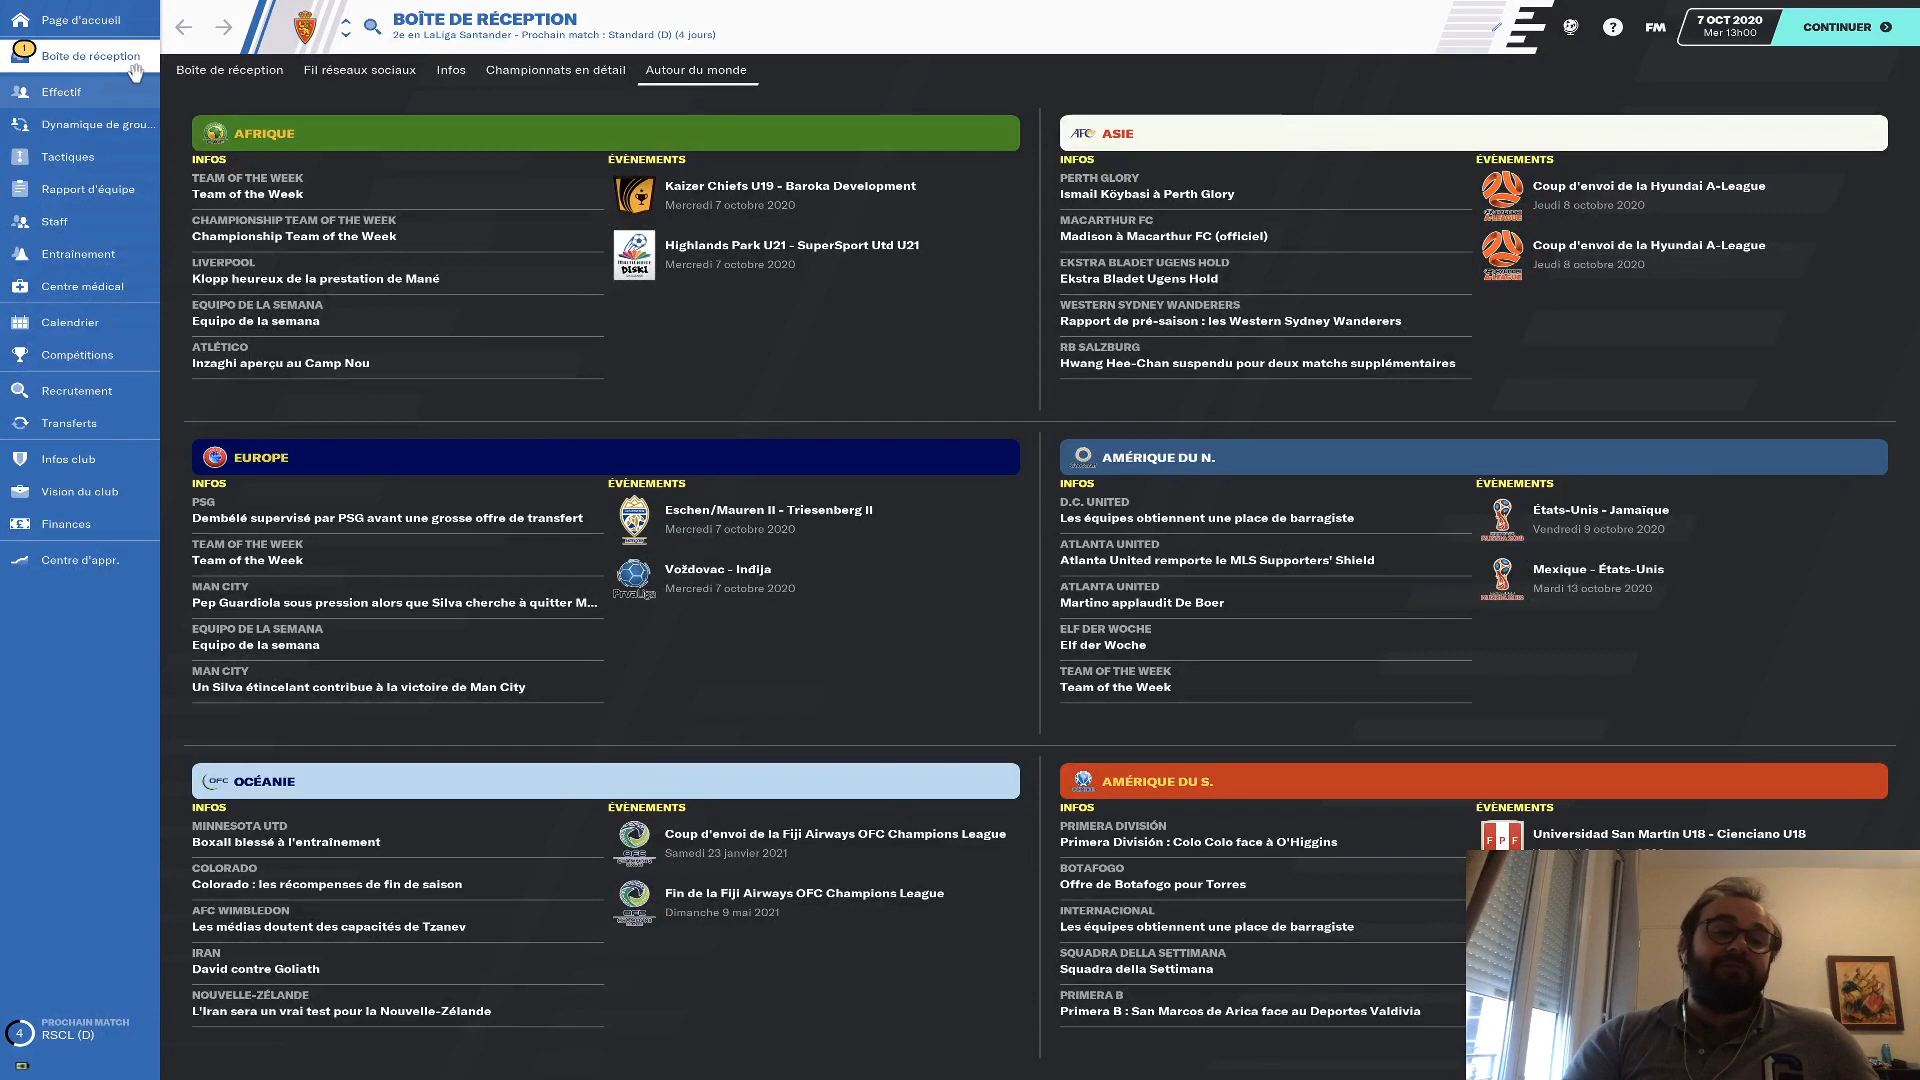 Page d'accueil
1
Boîte de réception
Effectif
Dynamique de grou...
Tactiques
Rapport d'équipe
Staff
Entraînement
Centre médical
Calendrier
Compétitions
Recrutement
Transferts
Infos club
Vision du club
Finances
Centre d'appr.
4
PROCHAIN MATCH
RSCL (D)
BOÎTE DE RÉCEPTION
2e en LaLiga Santander - Prochain match : Standard (D) (4 jours)
?
FM
7 OCT 2020
Mer 13h00
CONTINUER
Boîte de réception
Fil réseaux sociaux
Infos
Championnats en détail
Autour du monde
AFRIQUE
INFOS
TEAM OF THE WEEK
Team of the Week
CHAMPIONSHIP TEAM OF THE WEEK
Championship Team of the Week
LIVERPOOL
Klopp heureux de la prestation de Mané
EQUIPO DE LA SEMANA
Equipo de la semana
ATLÉTICO
Inzaghi aperçu au Camp Nou
ÉVÈNEMENTS
Kaizer Chiefs U19 - Baroka Development
Mercredi 7 octobre 2020
DISKI
Highlands Park U21 - SuperSport Utd U21
Mercredi 7 octobre 2020
AFC
ASIE
INFOS
PERTH GLORY
Ismail Köybasi à Perth Glory
MACARTHUR FC
Madison à Macarthur FC (officiel)
EKSTRA BLADET UGENS HOLD
Ekstra Bladet Ugens Hold
WESTERN SYDNEY WANDERERS
Rapport de pré-saison : les Western Sydney Wanderers
RB SALZBURG
Hwang Hee-Chan suspendu pour deux matchs supplémentaires
ÉVÈNEMENTS
Coup d'envoi de la Hyundai A-League
Jeudi 8 octobre 2020
A-LEAGUE
Coup d'envoi de la Hyundai A-League
Jeudi 8 octobre 2020
A-LEAGUE
EUROPE
INFOS
PSG
Dembélé supervisé par PSG avant une grosse offre de transfert
TEAM OF THE WEEK
Team of the Week
MAN CITY
Pep Guardiola sous pression alors que Silva cherche à quitter M...
EQUIPO DE LA SEMANA
Equipo de la semana
MAN CITY
Un Silva étincelant contribue à la victoire de Man City
ÉVÈNEMENTS
Eschen/Mauren II - Triesenberg II
Mercredi 7 octobre 2020
Voždovac - Inđija
Mercredi 7 octobre 2020
PrvaLiga
AMÉRIQUE DU N.
INFOS
D.C. UNITED
Les équipes obtiennent une place de barragiste
ATLANTA UNITED
Atlanta United remporte le MLS Supporters' Shield
ATLANTA UNITED
Martino applaudit De Boer
ELF DER WOCHE
Elf der Woche
TEAM OF THE WEEK
Team of the Week
ÉVÈNEMENTS
États-Unis - Jamaïque
Vendredi 9 octobre 2020
Mexique - États-Unis
Mardi 13 octobre 2020
OFC
OCÉANIE
INFOS
MINNESOTA UTD
Boxall blessé à l'entraînement
COLORADO
Colorado : les récompenses de fin de saison
AFC WIMBLEDON
Les médias doutent des capacités de Tzanev
IRAN
David contre Goliath
NOUVELLE-ZÉLANDE
L'Iran sera un vrai test pour la Nouvelle-Zélande
ÉVÈNEMENTS
Coup d'envoi de la Fiji Airways OFC Champions League
Samedi 23 janvier 2021
OFC
Fin de la Fiji Airways OFC Champions League
Dimanche 9 mai 2021
OFC
AMÉRIQUE DU S.
INFOS
PRIMERA DIVISIÓN
Primera División : Colo Colo face à O'Higgins
BOTAFOGO
Offre de Botafogo pour Torres
INTERNACIONAL
Les équipes obtiennent une place de barragiste
SQUADRA DELLA SETTIMANA
Squadra della Settimana
PRIMERA B
Primera B : San Marcos de Arica face au Deportes Valdivia
ÉVÈNEMENTS
FPF
Universidad San Martín U18 - Cienciano U18